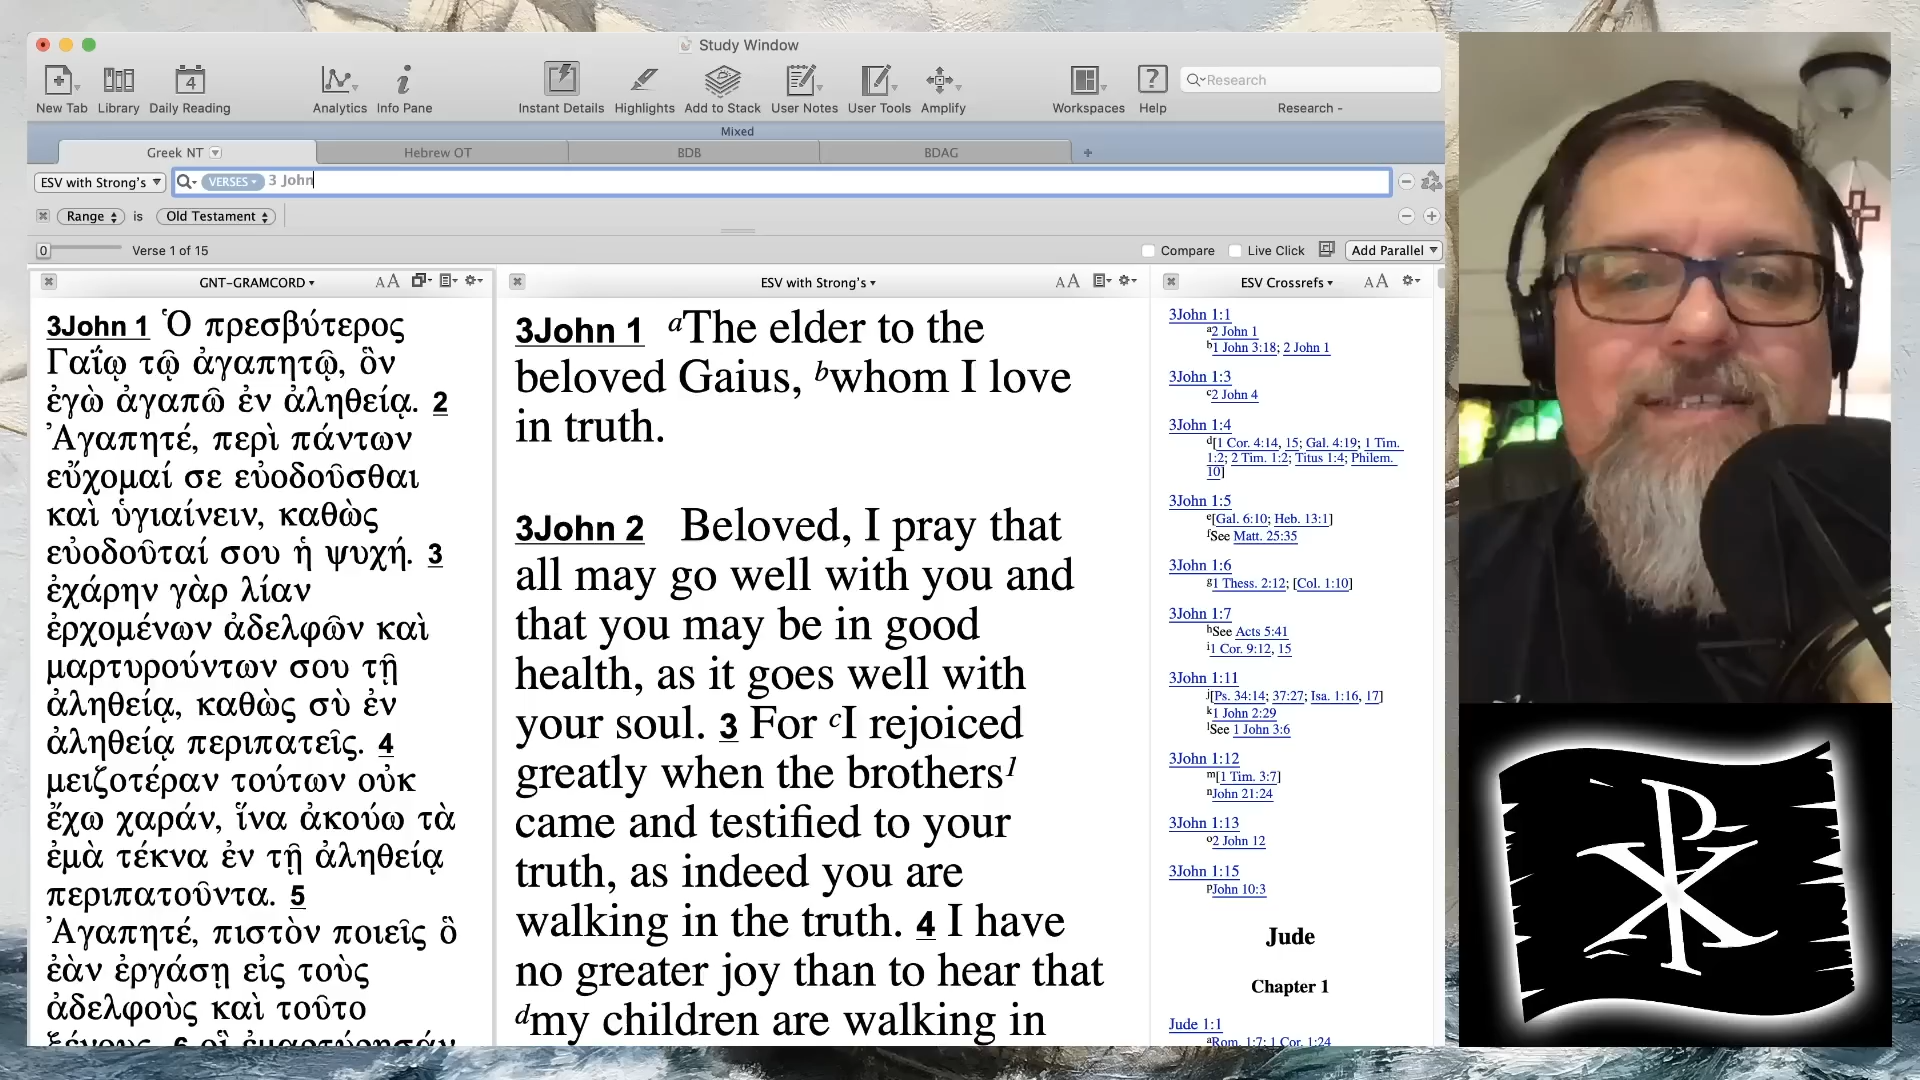 Study Window
New Tab
Library
4
Daily Reading
Analytics
Info Pane
Instant Details
Highlights
Add to Stack
User Notes
User Tools
Amplify
Workspaces
?
Help
Research
Research -
Mixed
Greek NT
Hebrew OT
BDB
BDAG
+
ESV with Strong's
VERSES
3 John
Range
is
Old Testament
0
Verse 1 of 15
Compare
Live Click
Add Parallel
GNT-GRAMCORD
AA
3John 1 Ὁ πρεσβύτερος
Γαΐῳ τῷ ἀγαπητῷ, ὃν
ἐγὼ ἀγαπῶ ἐν ἀληθείᾳ. 2
Ἀγαπητέ, περὶ πάντων
εὔχομαί σε εὐοδοῦσθαι
καὶ ὑγιαίνειν, καθὼς
εὐοδοῦταί σου ἡ ψυχή. 3
ἐχάρην γὰρ λίαν
ἐρχομένων ἀδελφῶν καὶ
μαρτυρούντων σου τῇ
ἀληθείᾳ, καθὼς σὺ ἐν
ἀληθείᾳ περιπατεῖς. 4
μειζοτέραν τούτων οὐκ
ἔχω χαράν, ἵνα ἀκούω τὰ
ἐμὰ τέκνα ἐν τῇ ἀληθείᾳ
περιπατοῦντα. 5
Ἀγαπητέ, πιστὸν ποιεῖς ὃ
ἐὰν ἐργάσῃ εἰς τοὺς
ἀδελφοὺς καὶ τοῦτο
ξένους, 6 οἳ ἐμαρτύρησάν
ESV with Strong's
AA
3John 1 aThe elder to the
beloved Gaius, bwhom I love
in truth.
3John 2 Beloved, I pray that
all may go well with you and
that you may be in good
health, as it goes well with
your soul. 3 For cI rejoiced
greatly when the brothers1
came and testified to your
truth, as indeed you are
walking in the truth. 4 I have
no greater joy than to hear that
dmy children are walking in
ESV Crossrefs
AA
3John 1:1
a2 John 1
b1 John 3:18; 2 John 1
3John 1:3
c2 John 4
3John 1:4
d[1 Cor. 4:14, 15; Gal. 4:19; 1 Tim.
1:2; 2 Tim. 1:2; Titus 1:4; Philem.
10]
3John 1:5
e[Gal. 6:10; Heb. 13:1]
fSee Matt. 25:35
3John 1:6
g1 Thess. 2:12; [Col. 1:10]
3John 1:7
hSee Acts 5:41
i1 Cor. 9:12, 15
3John 1:11
j[Ps. 34:14; 37:27; Isa. 1:16, 17]
k1 John 2:29
lSee 1 John 3:6
3John 1:12
m[1 Tim. 3:7]
nJohn 21:24
3John 1:13
o2 John 12
3John 1:15
pJohn 10:3
Jude
Chapter 1
Jude 1:1
aRom. 1:7; 1 Cor. 1:24